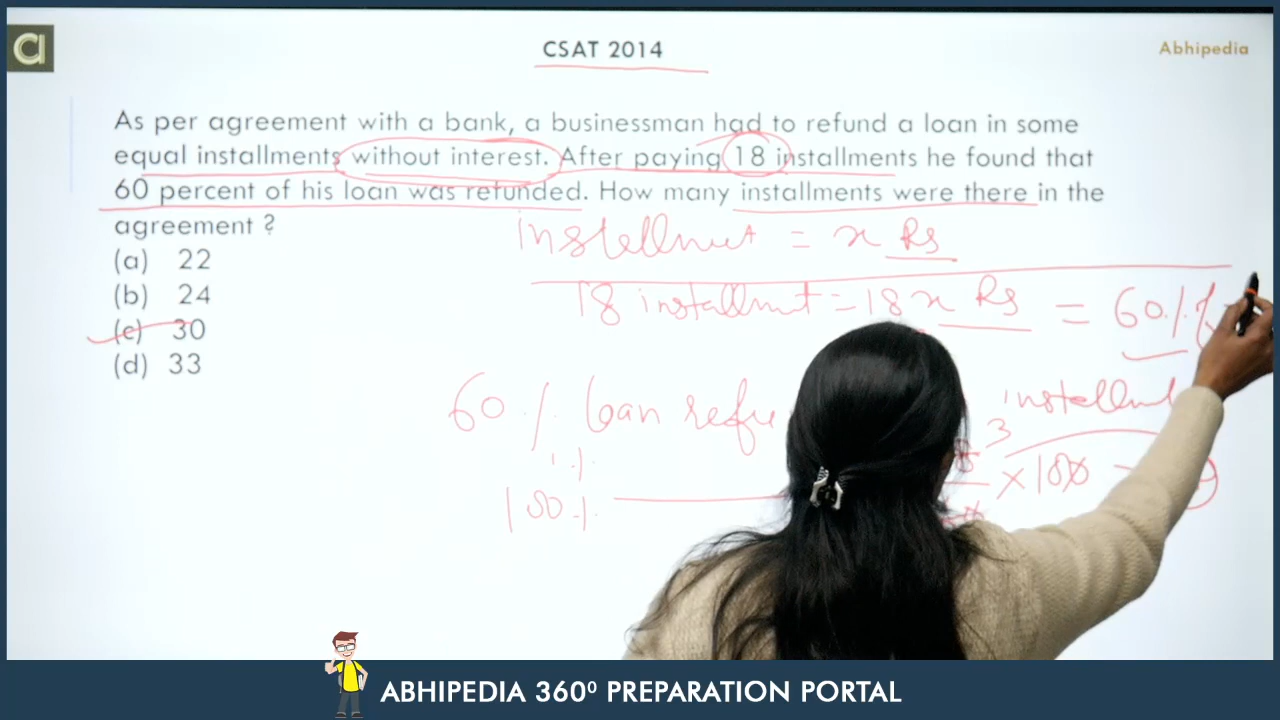 CSAT 2014
Abhipedia
As per agreement with a bank, a businessman had to refund a loan in some
equal installments without interest. After paying 18 installments he found that
60 percent of his loan was refunded. How many installments were there in the
agreement ?
(a) 22
(b) 24
(c) 30
(d) 33
installment = x Rs
18 installment = 18x Rs = 60%
60 % loan
installment
1%
100%
3
×100
ABHIPEDIA 360⁰ PREPARATION PORTAL